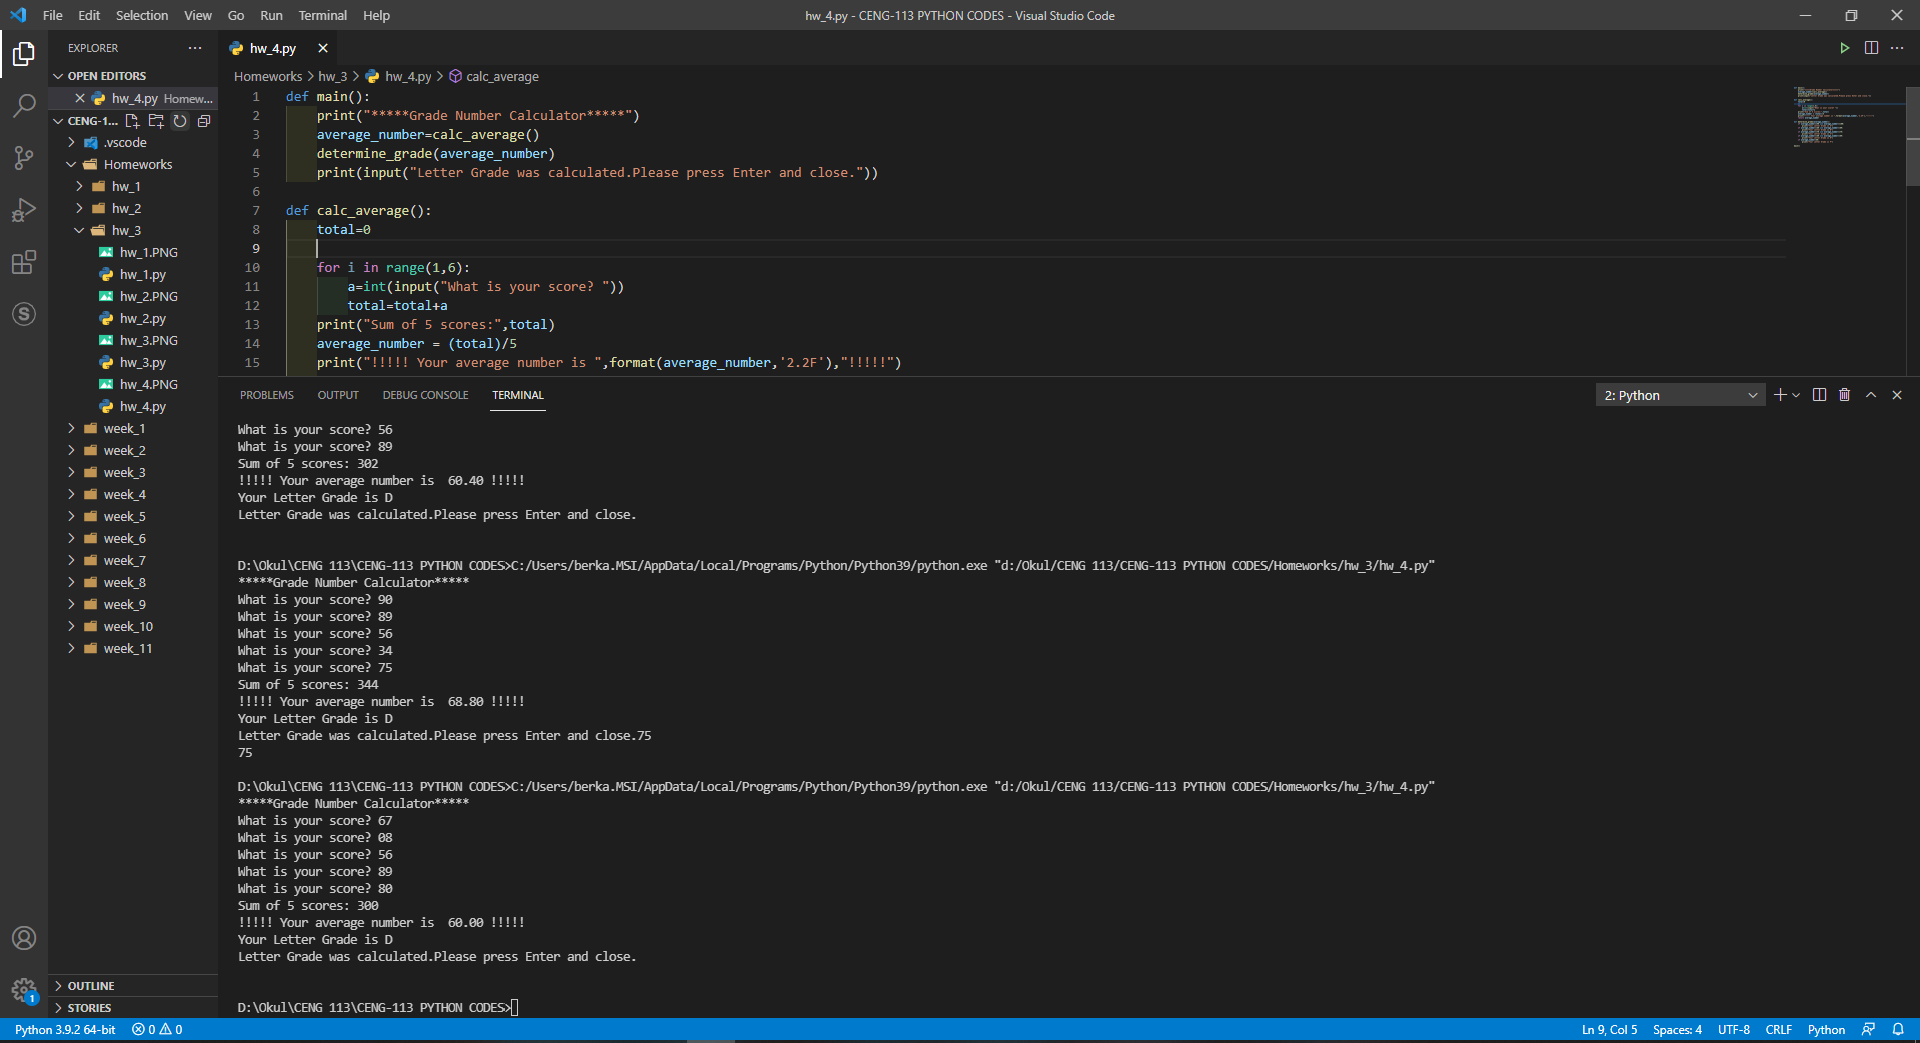 File Edit Selection View Go Run Terminal Help
hw_4.py - CENG-113 PYTHON CODES - Visual Studio Code
EXPLORER
OPEN EDITORS
hw_4.py Homew...
CENG-1...
.vscode
Homeworks
hw_1
hw_2
hw_3
hw_1.PNG
hw_1.py
hw_2.PNG
hw_2.py
hw_3.PNG
hw_3.py
hw_4.PNG
hw_4.py
week_1
week_2
week_3
week_4
week_5
week_6
week_7
week_8
week_9
week_10
week_11
OUTLINE
STORIES
hw_4.py
Homeworks > hw_3 > hw_4.py > calc_average
1 def main():
2 print("*****Grade Number Calculator*****")
3 average_number=calc_average()
4 determine_grade(average_number)
5 print(input("Letter Grade was calculated.Please press Enter and close."))
6
7 def calc_average():
8 total=0
9
10 for i in range(1,6):
11 a=int(input("What is your score? "))
12 total=total+a
13 print("Sum of 5 scores:",total)
14 average_number = (total)/5
15 print("!!!!! Your average number is ",format(average_number,'2.2F'),"!!!!!")
PROBLEMS OUTPUT DEBUG CONSOLE TERMINAL
2: Python
What is your score? 56
What is your score? 89
Sum of 5 scores: 302
!!!!! Your average number is  60.40 !!!!!
Your Letter Grade is D
Letter Grade was calculated.Please press Enter and close.
D:\Okul\CENG 113\CENG-113 PYTHON CODES>C:/Users/berka.MSI/AppData/Local/Programs/Python/Python39/python.exe "d:/Okul/CENG 113/CENG-113 PYTHON CODES/Homeworks/hw_3/hw_4.py"
*****Grade Number Calculator*****
What is your score? 90
What is your score? 89
What is your score? 56
What is your score? 34
What is your score? 75
Sum of 5 scores: 344
!!!!! Your average number is  68.80 !!!!!
Your Letter Grade is D
Letter Grade was calculated.Please press Enter and close.75
75
D:\Okul\CENG 113\CENG-113 PYTHON CODES>C:/Users/berka.MSI/AppData/Local/Programs/Python/Python39/python.exe "d:/Okul/CENG 113/CENG-113 PYTHON CODES/Homeworks/hw_3/hw_4.py"
*****Grade Number Calculator*****
What is your score? 67
What is your score? 08
What is your score? 56
What is your score? 89
What is your score? 80
Sum of 5 scores: 300
!!!!! Your average number is  60.00 !!!!!
Your Letter Grade is D
Letter Grade was calculated.Please press Enter and close.
D:\Okul\CENG 113\CENG-113 PYTHON CODES>
1
Python 3.9.2 64-bit 0 0 Ln 9, Col 5 Spaces: 4 UTF-8 CRLF Python